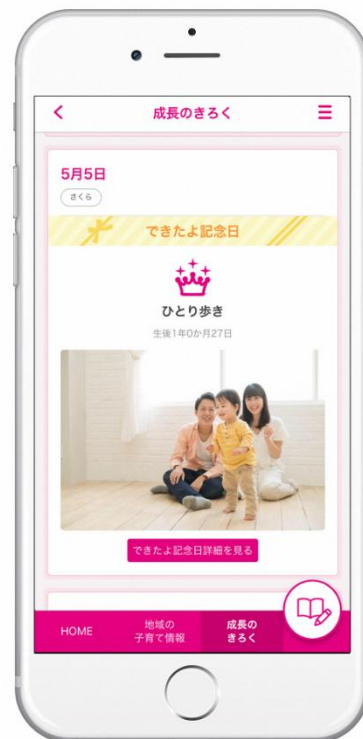 成長のきろく
5月5日
さくら
できたよ記念日
ひとり歩き
生後1年0か月27日
できたよ記念日詳細を見る
HOME
地域の
子育て情報
成長の
きろく